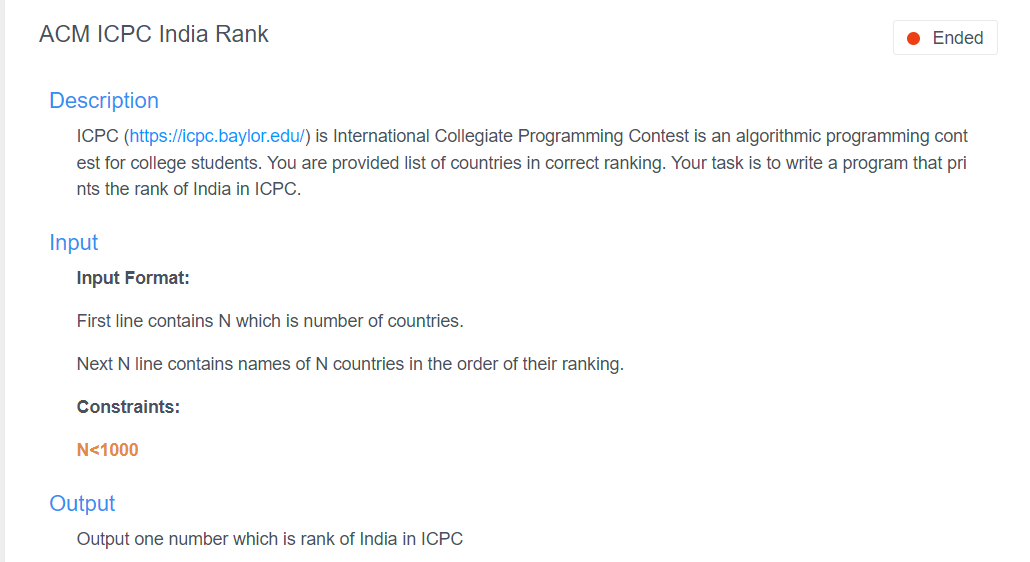 ACM ICPC India Rank
Ended
Description
ICPC (https://icpc.baylor.edu/) is International Collegiate Programming Contest is an algorithmic programming cont
est for college students. You are provided list of countries in correct ranking. Your task is to write a program that pri
nts the rank of India in ICPC.
Input
Input Format:
First line contains N which is number of countries.
Next N line contains names of N countries in the order of their ranking.
Constraints:
N<1000
Output
Output one number which is rank of India in ICPC